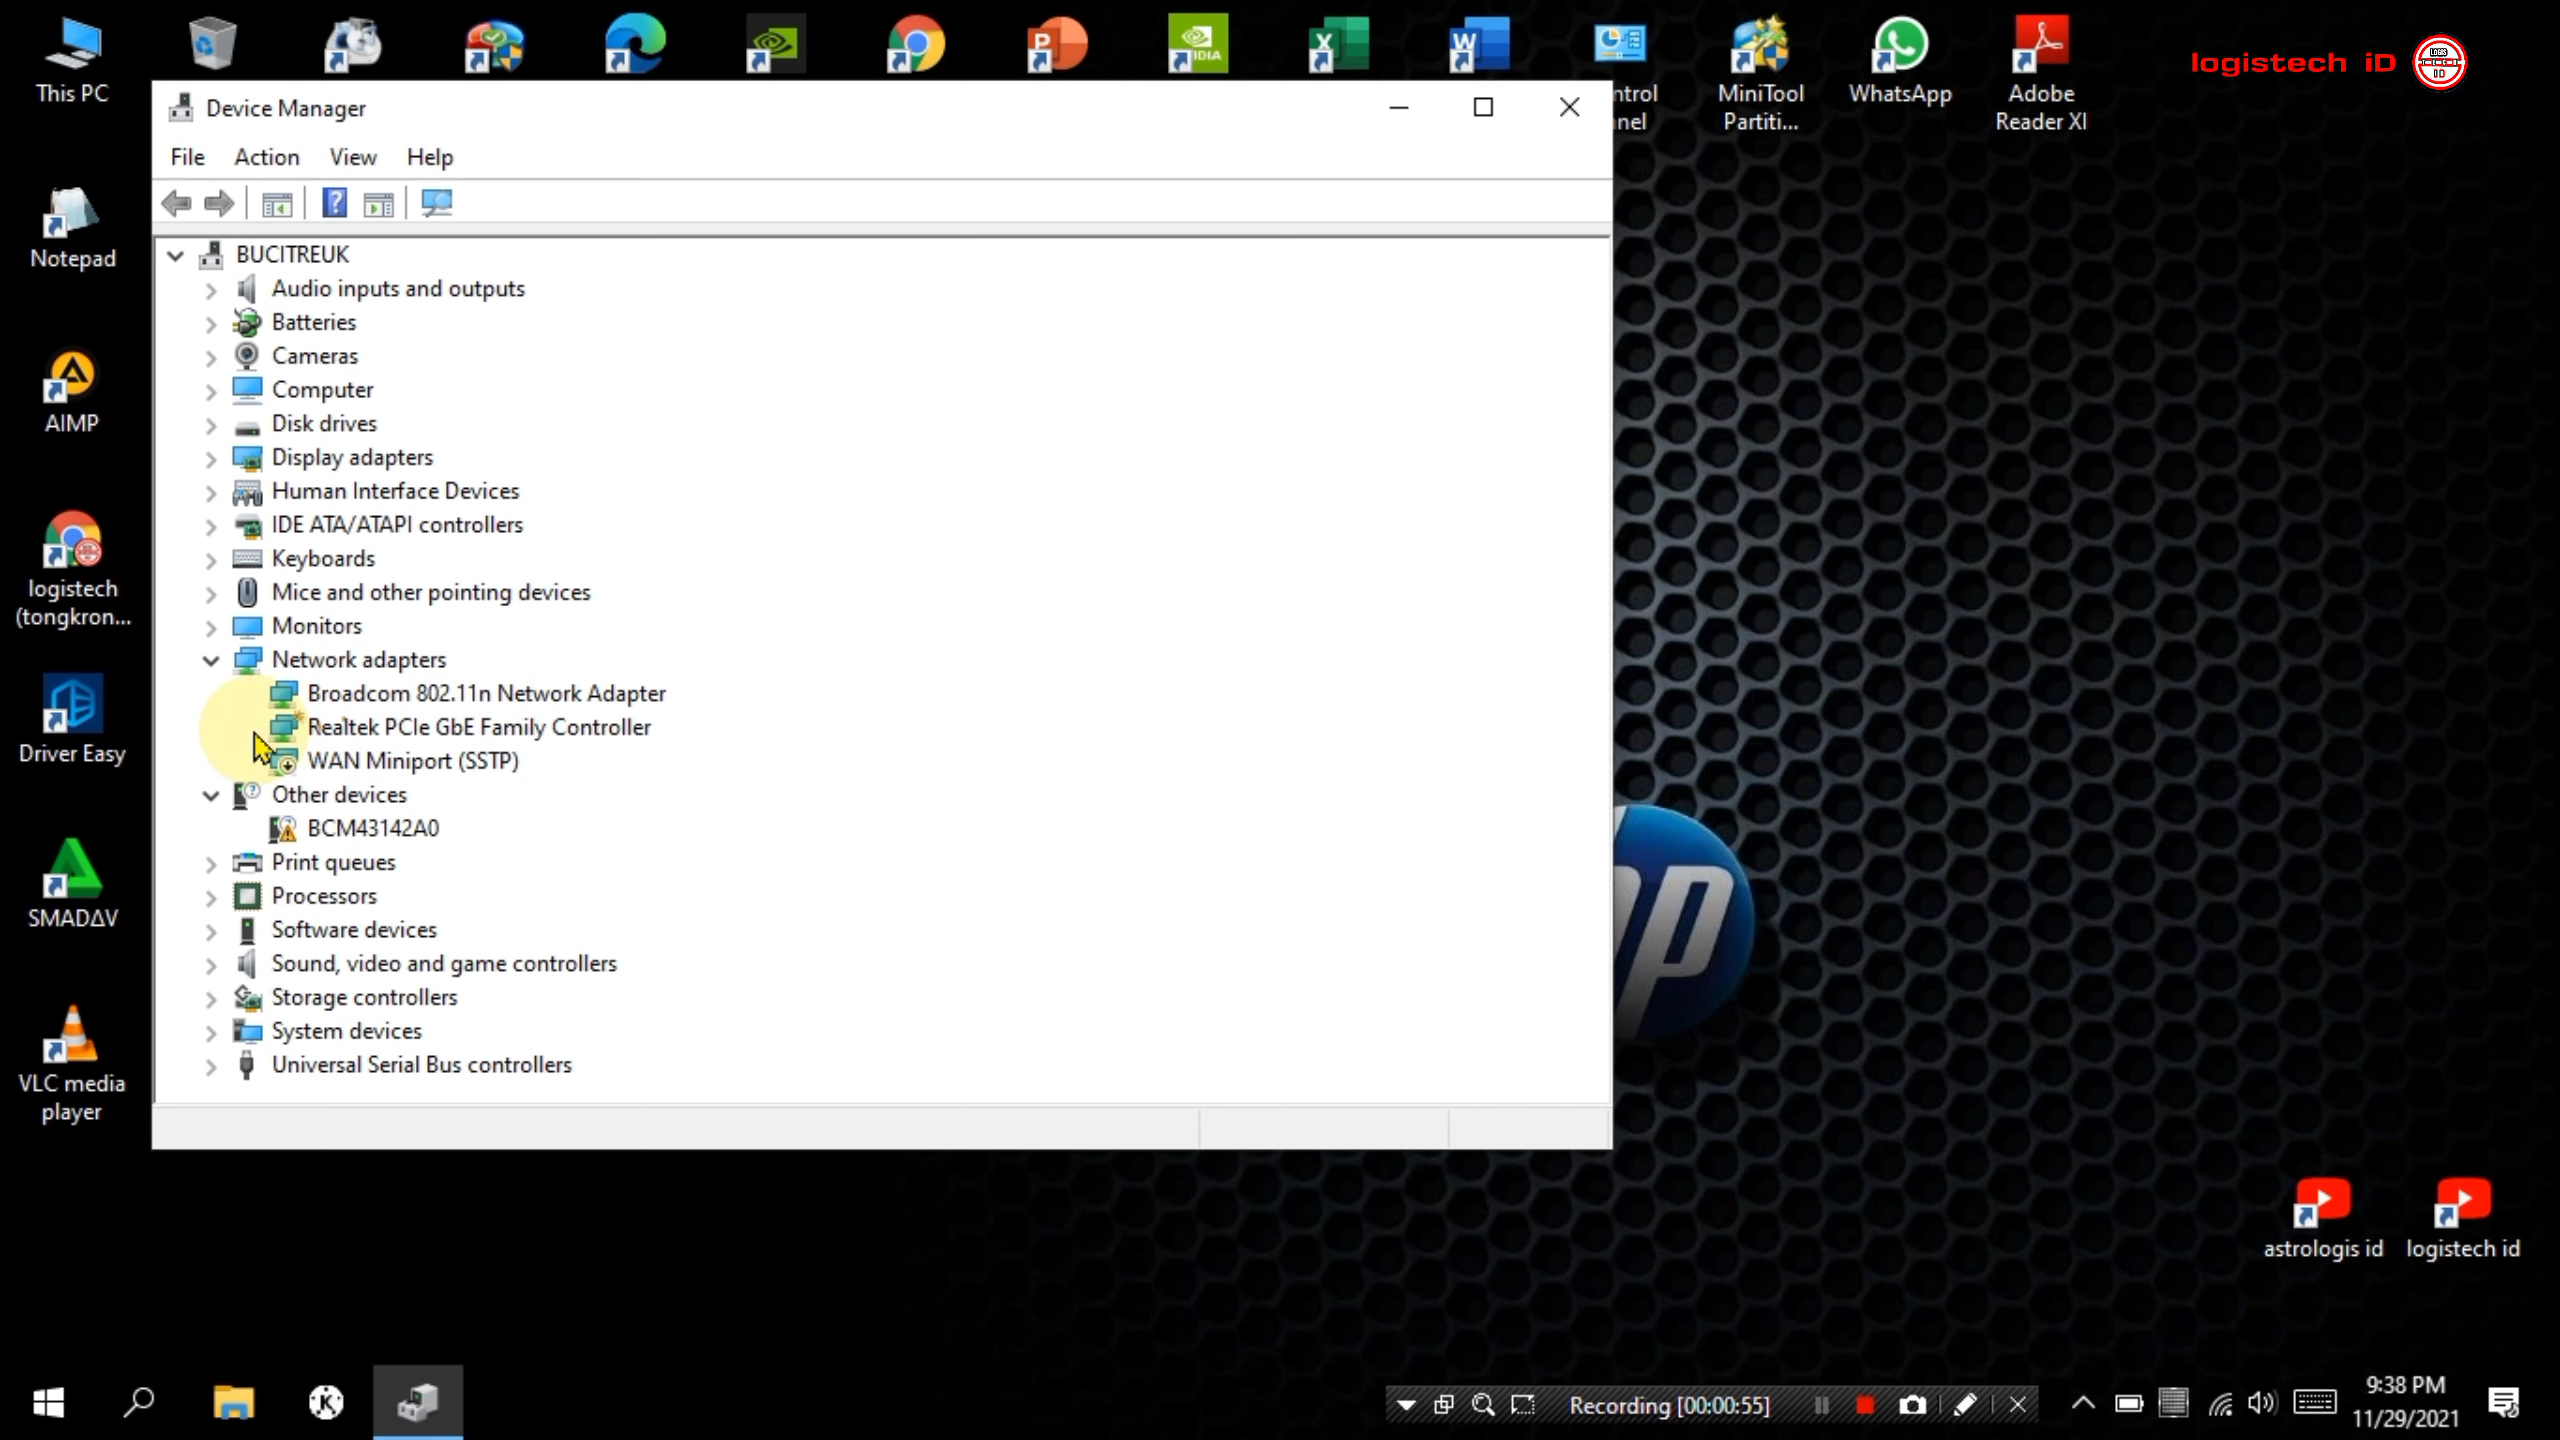 This PC
Notepad
AIMP
logistech
(tongkron...
Driver Easy
SMADΔV
VLC media
player
ntrol
nel
MiniTool
Partiti...
WhatsApp
Adobe
Reader XI
logistech iD
Device Manager
File Action View Help
BUCITREUK
Audio inputs and outputs
Batteries
Cameras
Computer
Disk drives
Display adapters
Human Interface Devices
IDE ATA/ATAPI controllers
Keyboards
Mice and other pointing devices
Monitors
Network adapters
Broadcom 802.11n Network Adapter
Realtek PCIe GbE Family Controller
WAN Miniport (SSTP)
Other devices
BCM43142A0
Print queues
Processors
Software devices
Sound, video and game controllers
Storage controllers
System devices
Universal Serial Bus controllers
hp
astrologis id
logistech id
Recording [00:00:55]
9:38 PM
11/29/2021